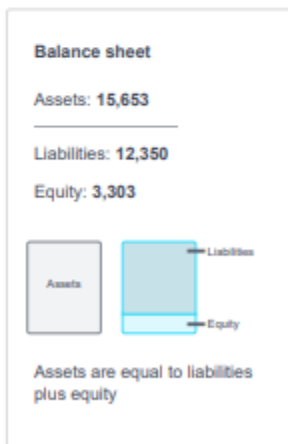 Balance sheet
Assets: 15,653
Liabilities: 12,350
Equity: 3,303
Assets
Liabilities
Equity
Assets are equal to liabilities
plus equity